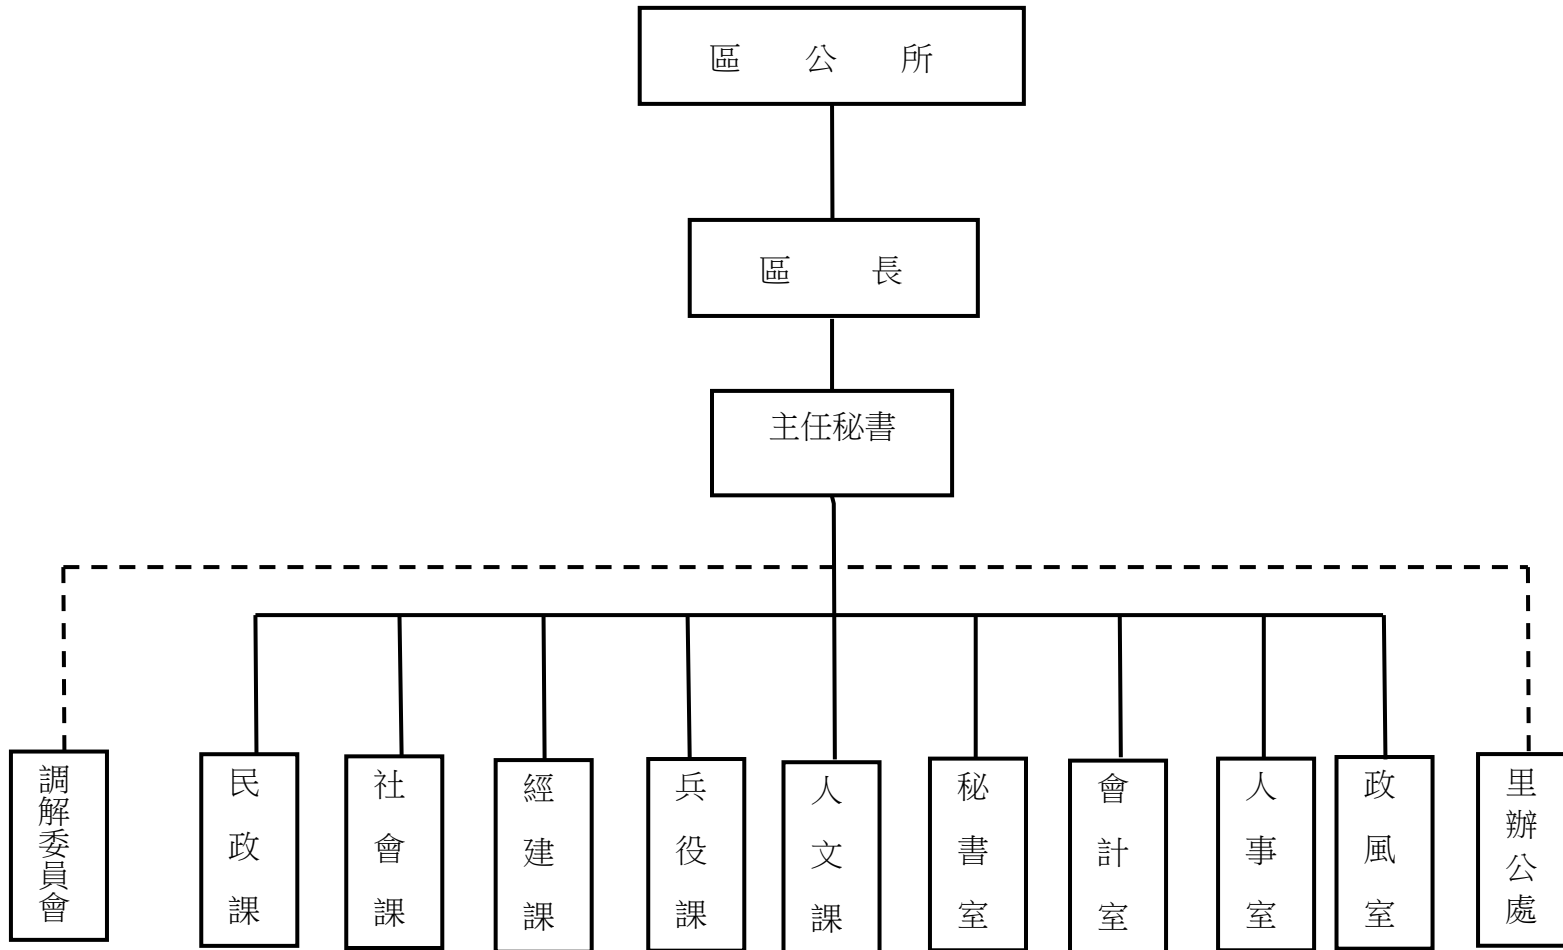 區公所
區長
主任秘書
調解委員會
民政課
社會課
經建課
兵役課
人文課
秘書室
會計室
人事室
政風室
里辦公處